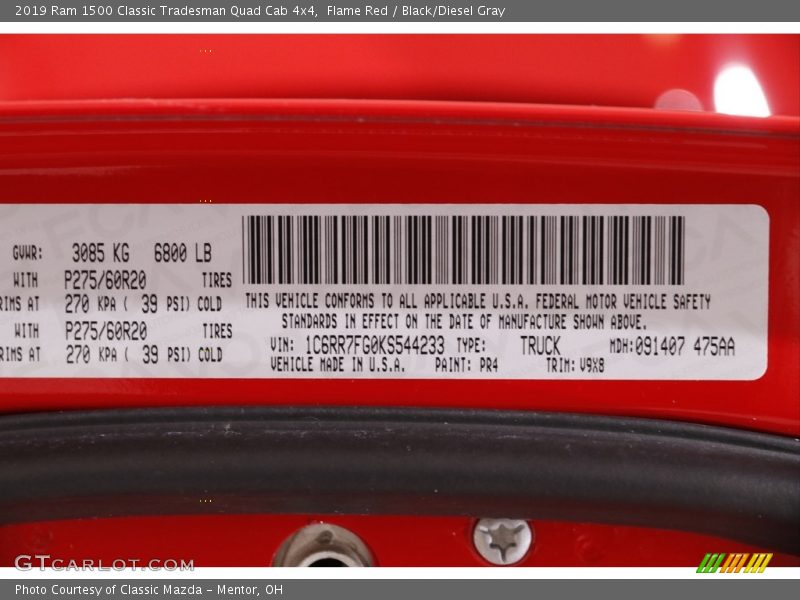 2019 Ram 1500 Classic Tradesman Quad Cab 4x4,  Flame Red / Black/Diesel Gray
GVWR: 3085 KG 6800 LB
WITH P275/60R20 TIRES
RIMS AT 270 KPA ( 39 PSI) COLD
WITH P275/60R20 TIRES
RIMS AT 270 KPA ( 39 PSI) COLD
THIS VEHICLE CONFORMS TO ALL APPLICABLE U.S.A. FEDERAL MOTOR VEHICLE SAFETY
STANDARDS IN EFFECT ON THE DATE OF MANUFACTURE SHOWN ABOVE.
VIN: 1C6RR7FG0KS544233 TYPE: TRUCK MDH:091407 475AA
VEHICLE MADE IN U.S.A. PAINT: PR4 TRIM: V9X8
GTCARLOT.COM
Photo Courtesy of Classic Mazda - Mentor, OH